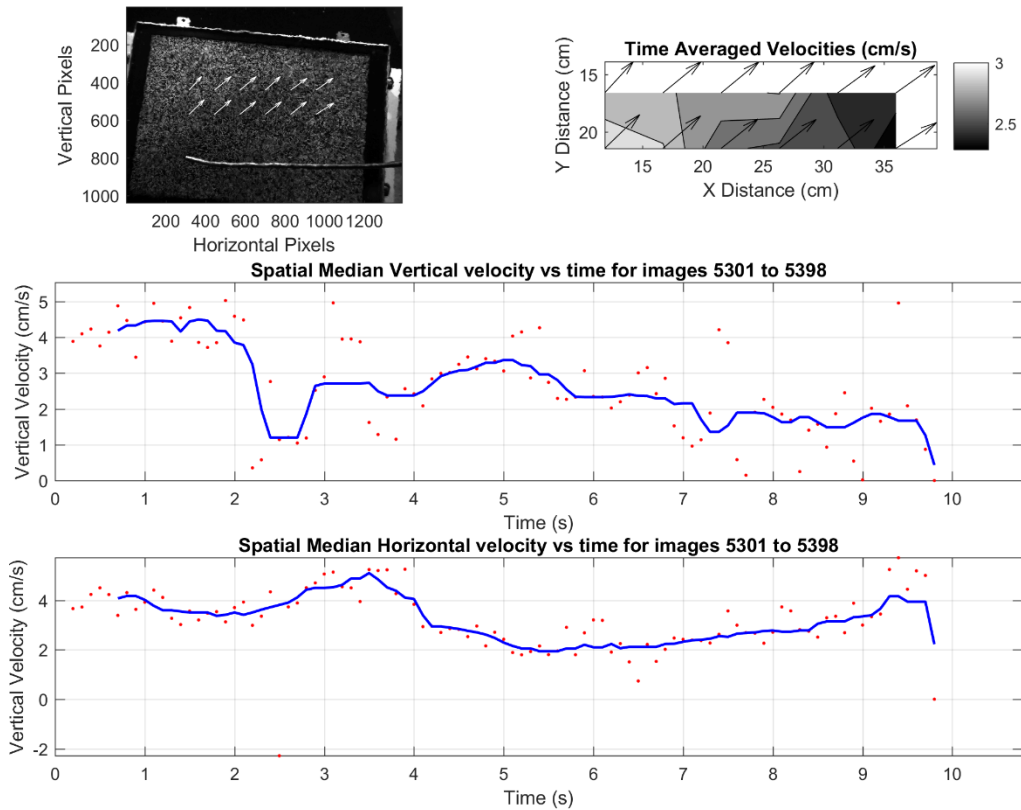 Vertical Pixels
200
400
600
800
1000
200 400 600 800 1000 1200
Horizontal Pixels
Time Averaged Velocities (cm/s)
Y Distance (cm)
15
20
15 20 25 30 35
X Distance (cm)
3
2.5
Spatial Median Vertical velocity vs time for images 5301 to 5398
Vertical Velocity (cm/s)
5
4
3
2
1
0
0 1 2 3 4 5 6 7 8 9 10
Time (s)
Spatial Median Horizontal velocity vs time for images 5301 to 5398
Vertical Velocity (cm/s)
4
2
0
-2
0 1 2 3 4 5 6 7 8 9 10
Time (s)